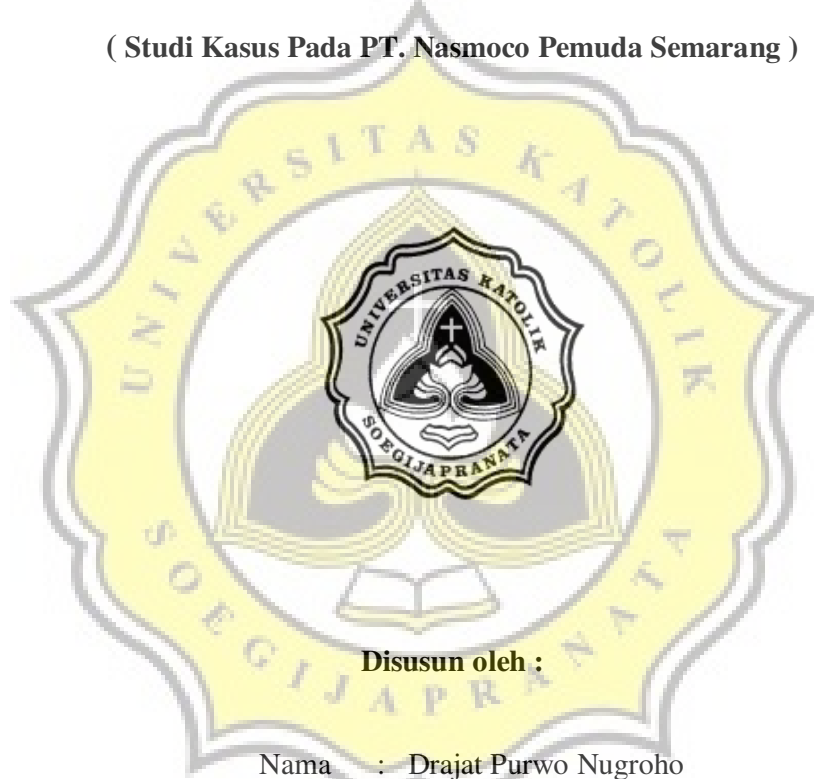 ( Studi Kasus Pada PT. Nasmoco Pemuda Semarang )
UNIVERSITAS KATOLIK
SOEGIJAPRANATA
UNIVERSITAS KATOLIK
SOEGIJAPRANATA
Disusun oleh :
Nama : Drajat Purwo Nugroho